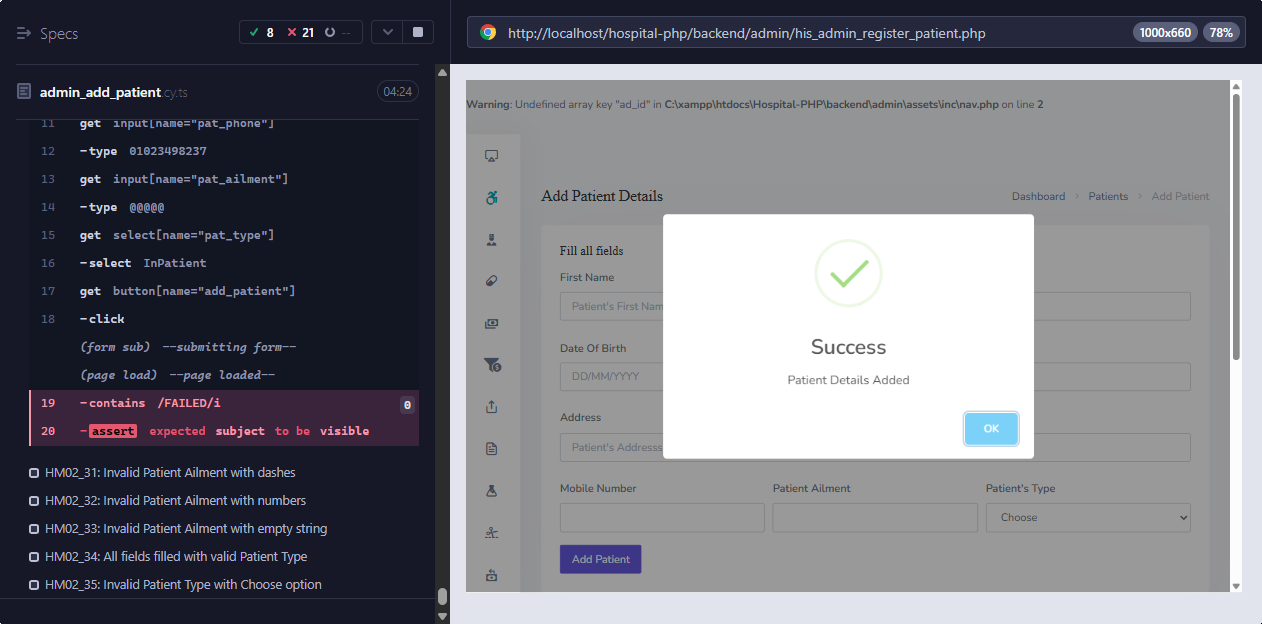 Specs
8 21 --
admin_add_patient.cy.ts 04:24
11 get input[name="pat_phone"]
12 -type 01023498237
13 get input[name="pat_ailment"]
14 -type @@@@@
15 get select[name="pat_type"]
16 -select InPatient
17 get button[name="add_patient"]
18 -click
(form sub) --submitting form--
(page load) --page loaded--
19 -contains /FAILED/i 0
20 -assert expected subject to be visible
HM02_31: Invalid Patient Ailment with dashes
HM02_32: Invalid Patient Ailment with numbers
HM02_33: Invalid Patient Ailment with empty string
HM02_34: All fields filled with valid Patient Type
HM02_35: Invalid Patient Type with Choose option
http://localhost/hospital-php/backend/admin/his_admin_register_patient.php 1000x660 78%
Warning: Undefined array key "ad_id" in C:\xampp\htdocs\Hospital-PHP\backend\admin\assets\inc\nav.php on line 2
Add Patient Details
Dashboard > Patients > Add Patient
Fill all fields
First Name
Patient's First Nam
Date Of Birth
DD/MM/YYYY
Address
Patient's Addresss
Success
Patient Details Added
OK
Mobile Number Patient Ailment Patient's Type
Choose
Add Patient